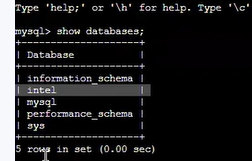 Type 'help;' or '\h' for help. Type '\c'
mysql> show databases;
+--------------------+
| Database           |
+--------------------+
| information_schema |
| intel              |
| mysql              |
| performance_schema |
| sys                |
+--------------------+
5 rows in set (0.00 sec)